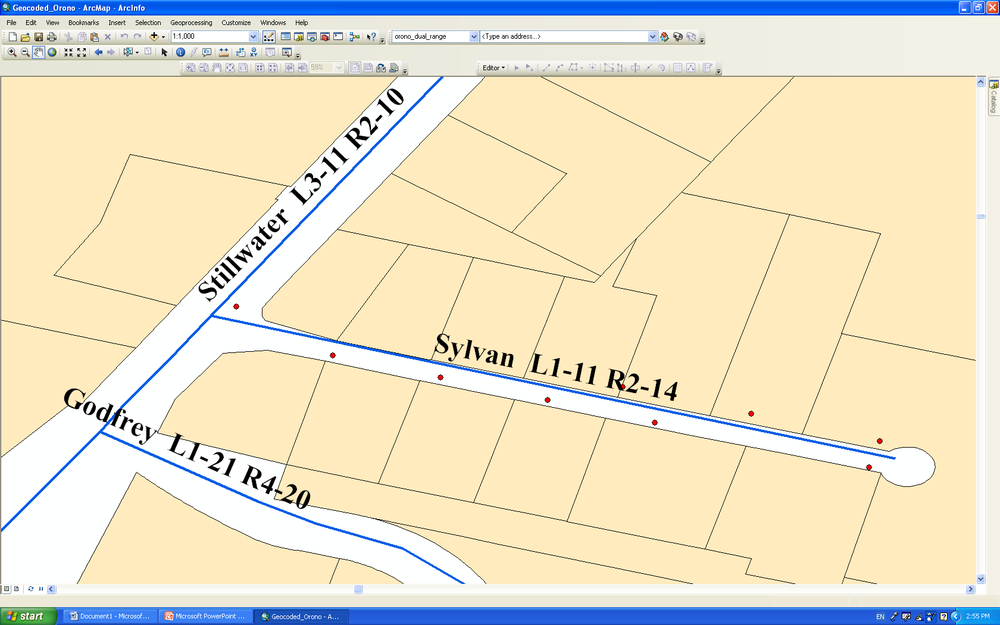 Geocoded_Orono - ArcMap - ArcInfo
File Edit View Bookmarks Insert Selection Geoprocessing Customize Windows Help
1:1,000
orono_dual_range
<Type an address...>
59%
Editor
Catalog
Stillwater L3-11 R2-10
Sylvan L1-11 R2-14
Godfrey L1-21 R4-20
start
Document1 - Microsof...
Microsoft PowerPoint ...
Geocoded_Orono - A...
EN
2:55 PM